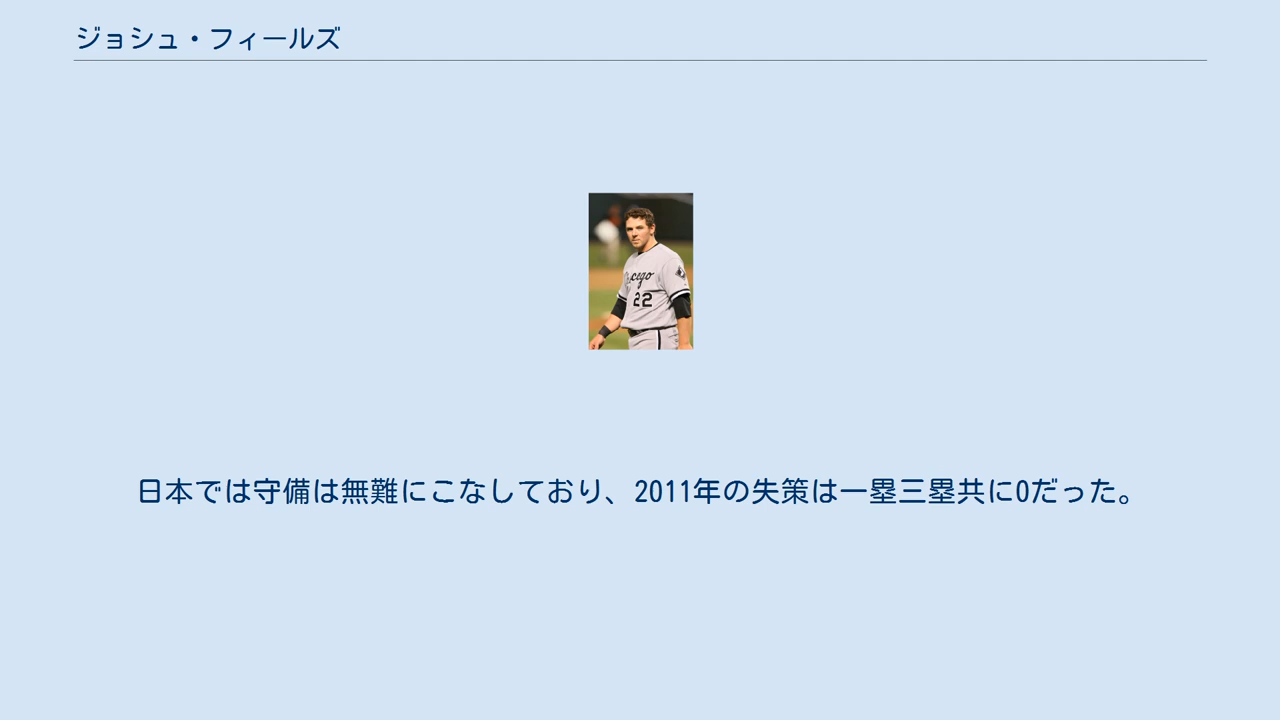 ジョシュ・フィールズ
cago
22
日本では守備は無難にこなしており、2011年の失策は一塁三塁共に0だった。